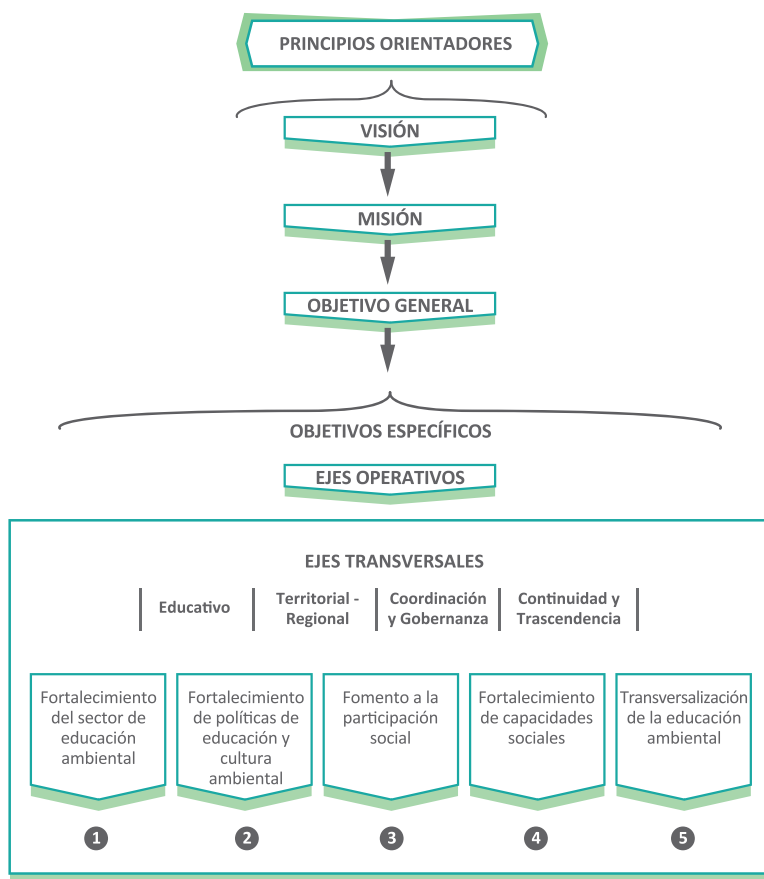 PRINCIPIOS ORIENTADORES
VISIÓN
MISIÓN
OBJETIVO GENERAL
OBJETIVOS ESPECÍFICOS
EJES OPERATIVOS
EJES TRANSVERSALES
Educativo
Territorial -
Regional
Coordinación
y Gobernanza
Continuidad y
Trascendencia
Fortalecimiento
del sector de
educación
ambiental
Fortalecimiento
de políticas de
educación y
cultura
ambiental
Fomento a la
participación
social
Fortalecimiento
de capacidades
sociales
Transversalización
de la educación
ambiental
1
2
3
4
5